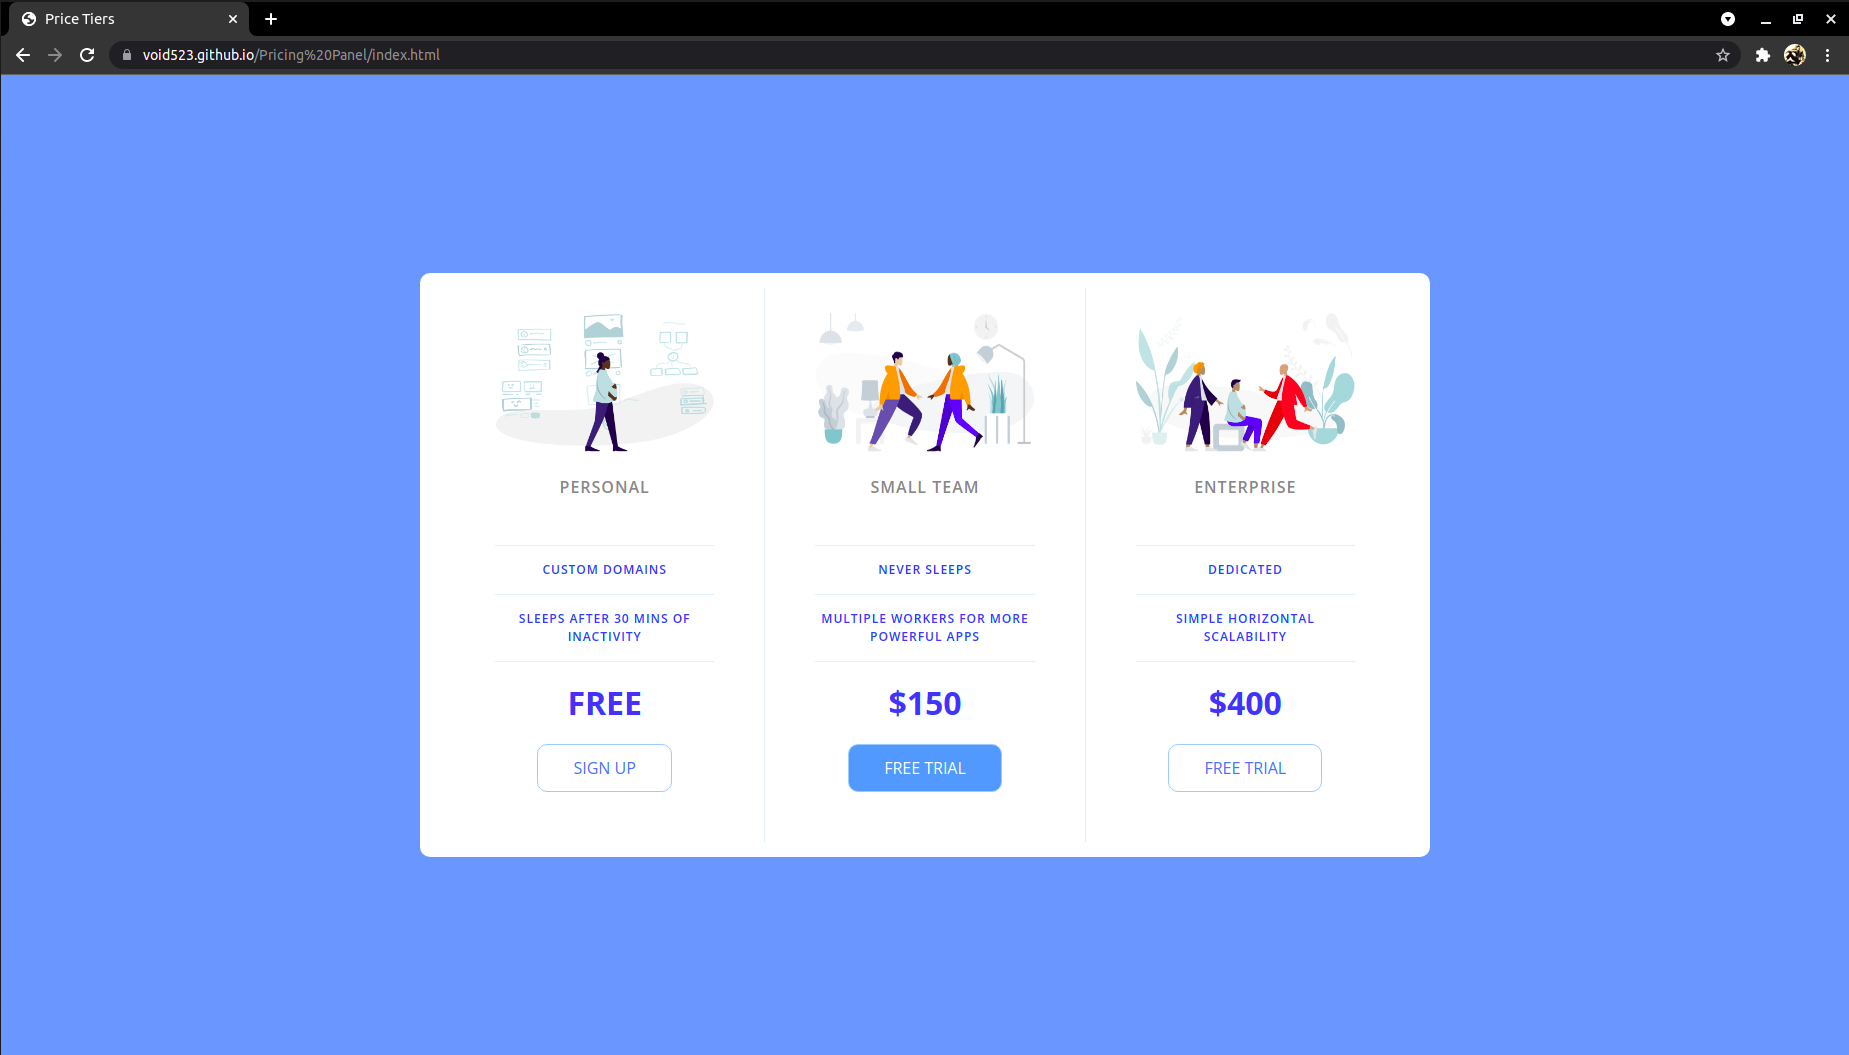 Price Tiers
void523.github.io/Pricing%20Panel/index.html
PERSONAL
CUSTOM DOMAINS
SLEEPS AFTER 30 MINS OF
INACTIVITY
FREE
SIGN UP
SMALL TEAM
NEVER SLEEPS
MULTIPLE WORKERS FOR MORE
POWERFUL APPS
$150
FREE TRIAL
ENTERPRISE
DEDICATED
SIMPLE HORIZONTAL
SCALABILITY
$400
FREE TRIAL